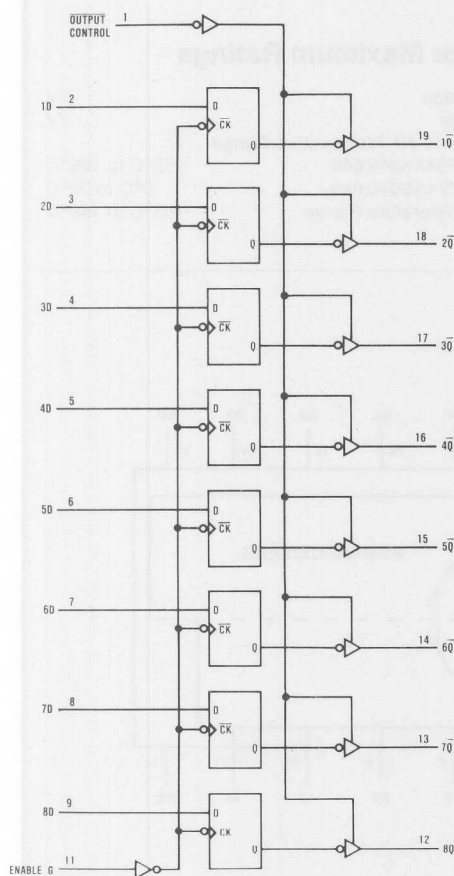 OUTPUT 1
CONTROL
1D 2
D
CK
Q
19 1Q
2D 3
D
CK
Q
18 2Q
3D 4
D
CK
Q
17 3Q
4D 5
D
CK
Q
16 4Q
5D 6
D
CK
Q
15 5Q
6D 7
D
CK
Q
14 6Q
7D 8
D
CK
Q
13 7Q
8D 9
D
CK
Q
12 8Q
ENABLE G 11
Maximum Ratings